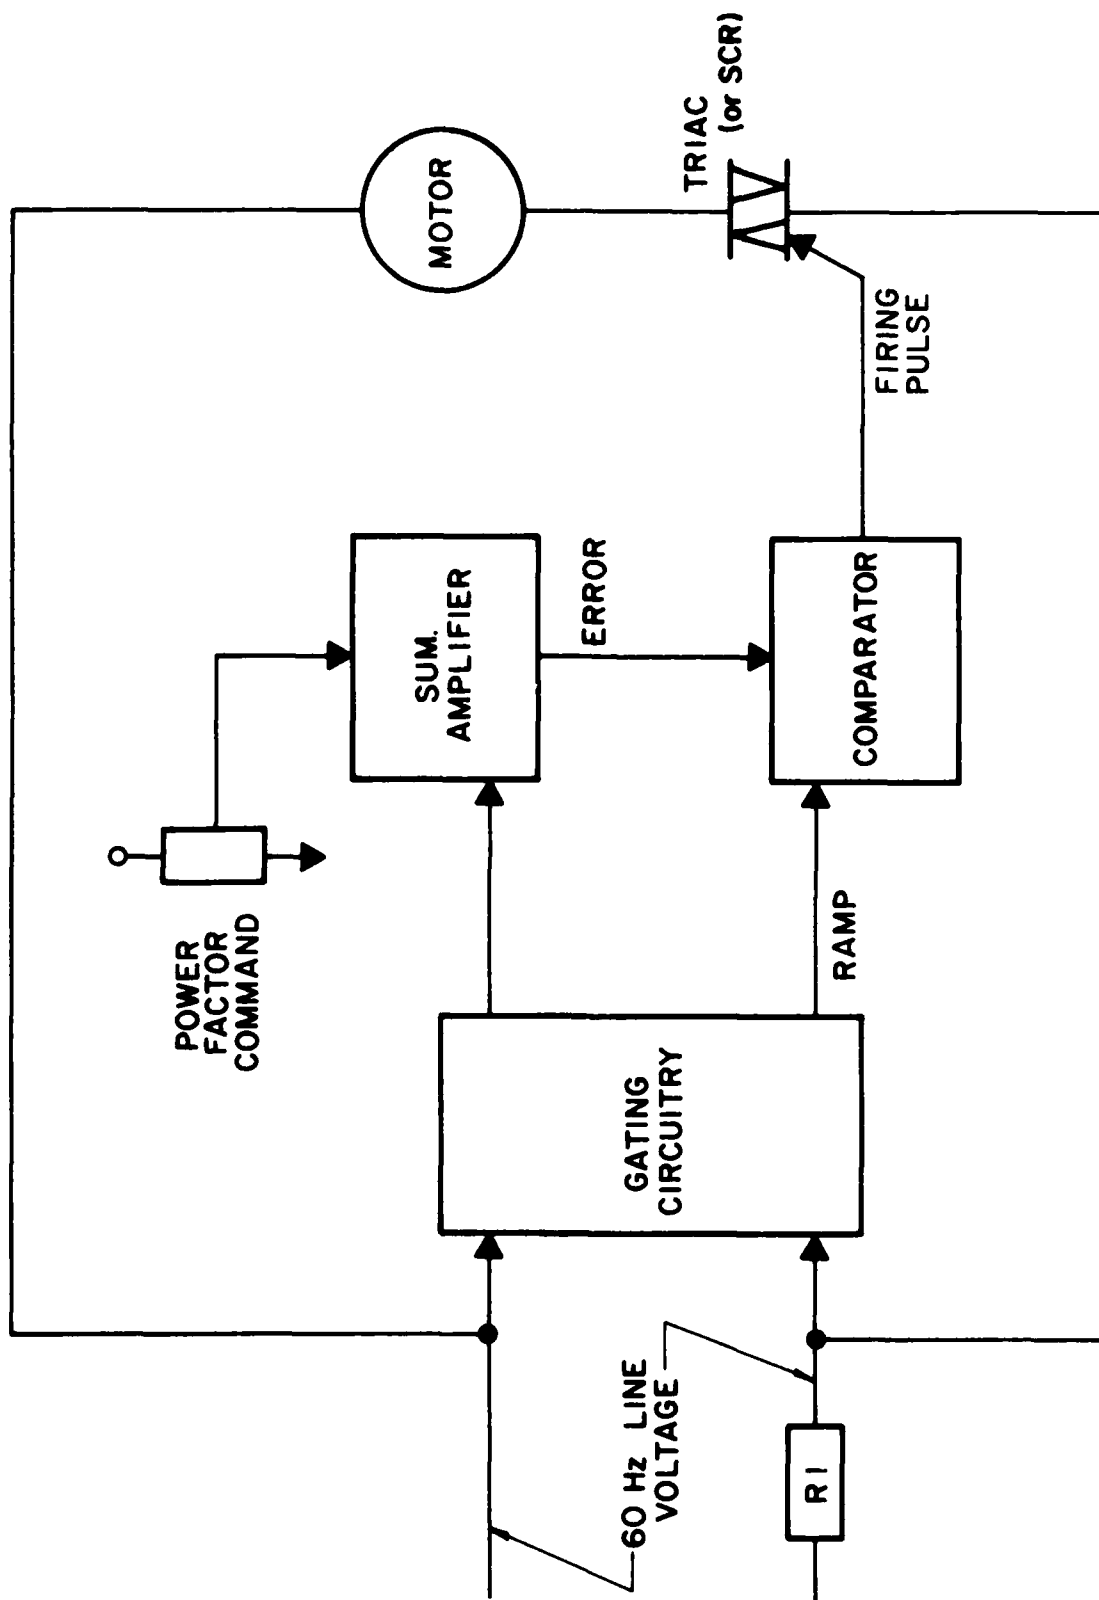 POWER
FACTOR
COMMAND
MOTOR
SUM.
AMPLIFIER
GATING
CIRCUITRY
ERROR
TRIAC
(or SCR)
60 Hz LINE
VOLTAGE
R1
RAMP
COMPARATOR
FIRING
PULSE